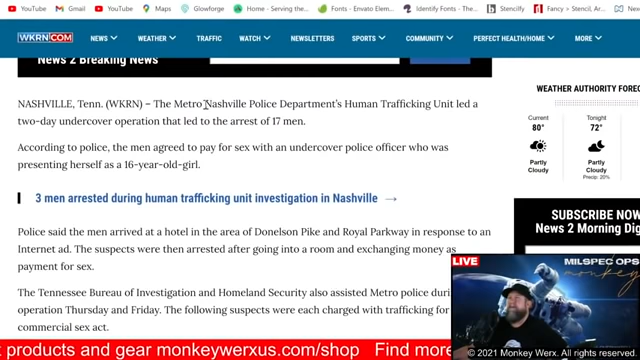 Gmail YouTube YouTube Maps Glowforge Home - Serving the... Fonts - Envato Elem... Identify Fonts - The... Stencilfy Fancy > Stencil, Ar...
WKRN.COM NEWS WEATHER TRAFFIC WATCH NEWSLETTERS SPORTS COMMUNITY PERFECT HEALTH/HOME MORE
News 2 Breaking News
NASHVILLE, Tenn. (WKRN) – The Metro Nashville Police Department's Human Trafficking Unit led a
two-day undercover operation that led to the arrest of 17 men.
According to police, the men agreed to pay for sex with an undercover police officer who was
presenting herself as a 16-year-old-girl.
3 men arrested during human trafficking unit investigation in Nashville →
Police said the men arrived at a hotel in the area of Donelson Pike and Royal Parkway in response to an
Internet ad. The suspects were then arrested after going into a room and exchanging money as
payment for sex.
The Tennessee Bureau of Investigation and Homeland Security also assisted Metro police duri
operation Thursday and Friday. The following suspects were each charged with trafficking for
commercial sex act.
WEATHER AUTHORITY FOREC
Current Tonight
80° 72°
Partly Partly
Cloudy Cloudy
Precip: 20%
SUBSCRIBE NOW
News 2 Morning Dig
LIVE
MILSPEC OPS
monkey
© 2021 Monkey Werx. All rights reserved.
products and gear monkeywerxus.com/shop Find more